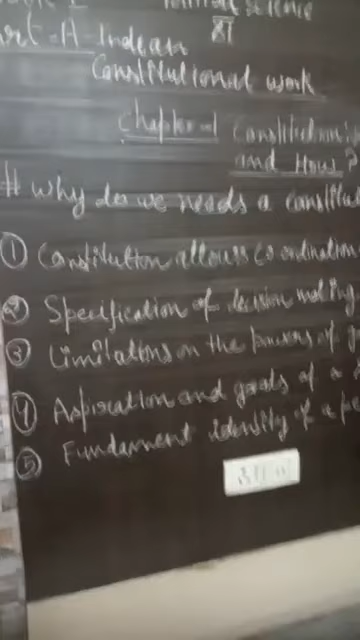 Political Science
XI
Part-A Indian
Constitutional work
Chapter-1 Constitution:
and How?
# Why do we needs a constitu
① Constitution allows Co ordination
② Specification of decision making
③ Limitations on the powers of g
④ Aspiration and goals of a
⑤ Fundament identity of a pe